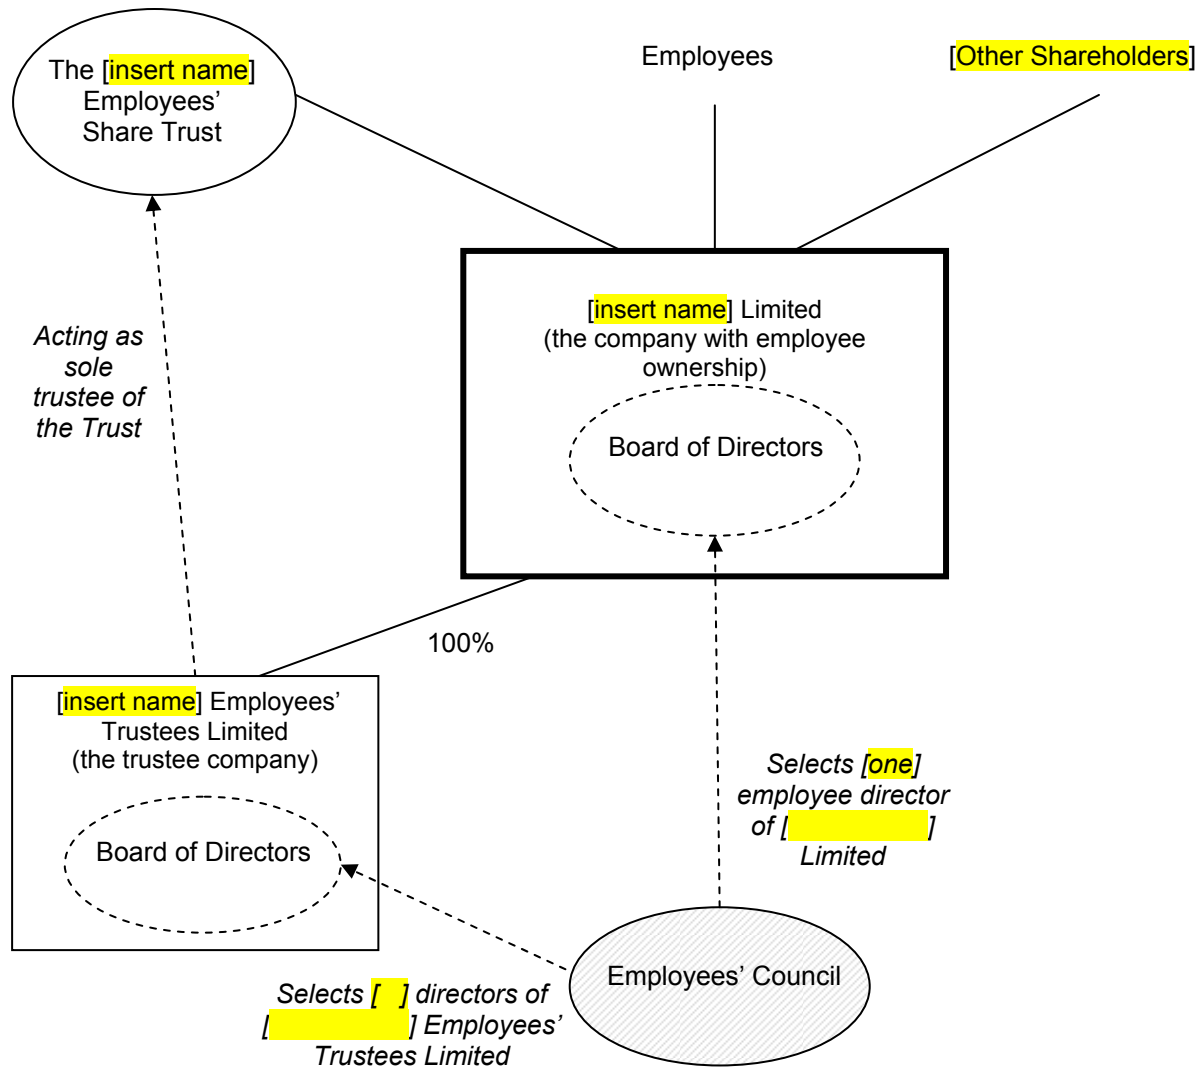 The [insert name]
Employees’
Share Trust
Employees
[Other Shareholders]
[insert name] Limited
(the company with employee
ownership)
Board of Directors
Acting as
sole
trustee of
the Trust
100%
[insert name] Employees’
Trustees Limited
(the trustee company)
Board of Directors
Selects [one]
employee director
of [ ]
Limited
Employees’ Council
Selects [ ] directors of
[ ] Employees’
Trustees Limited